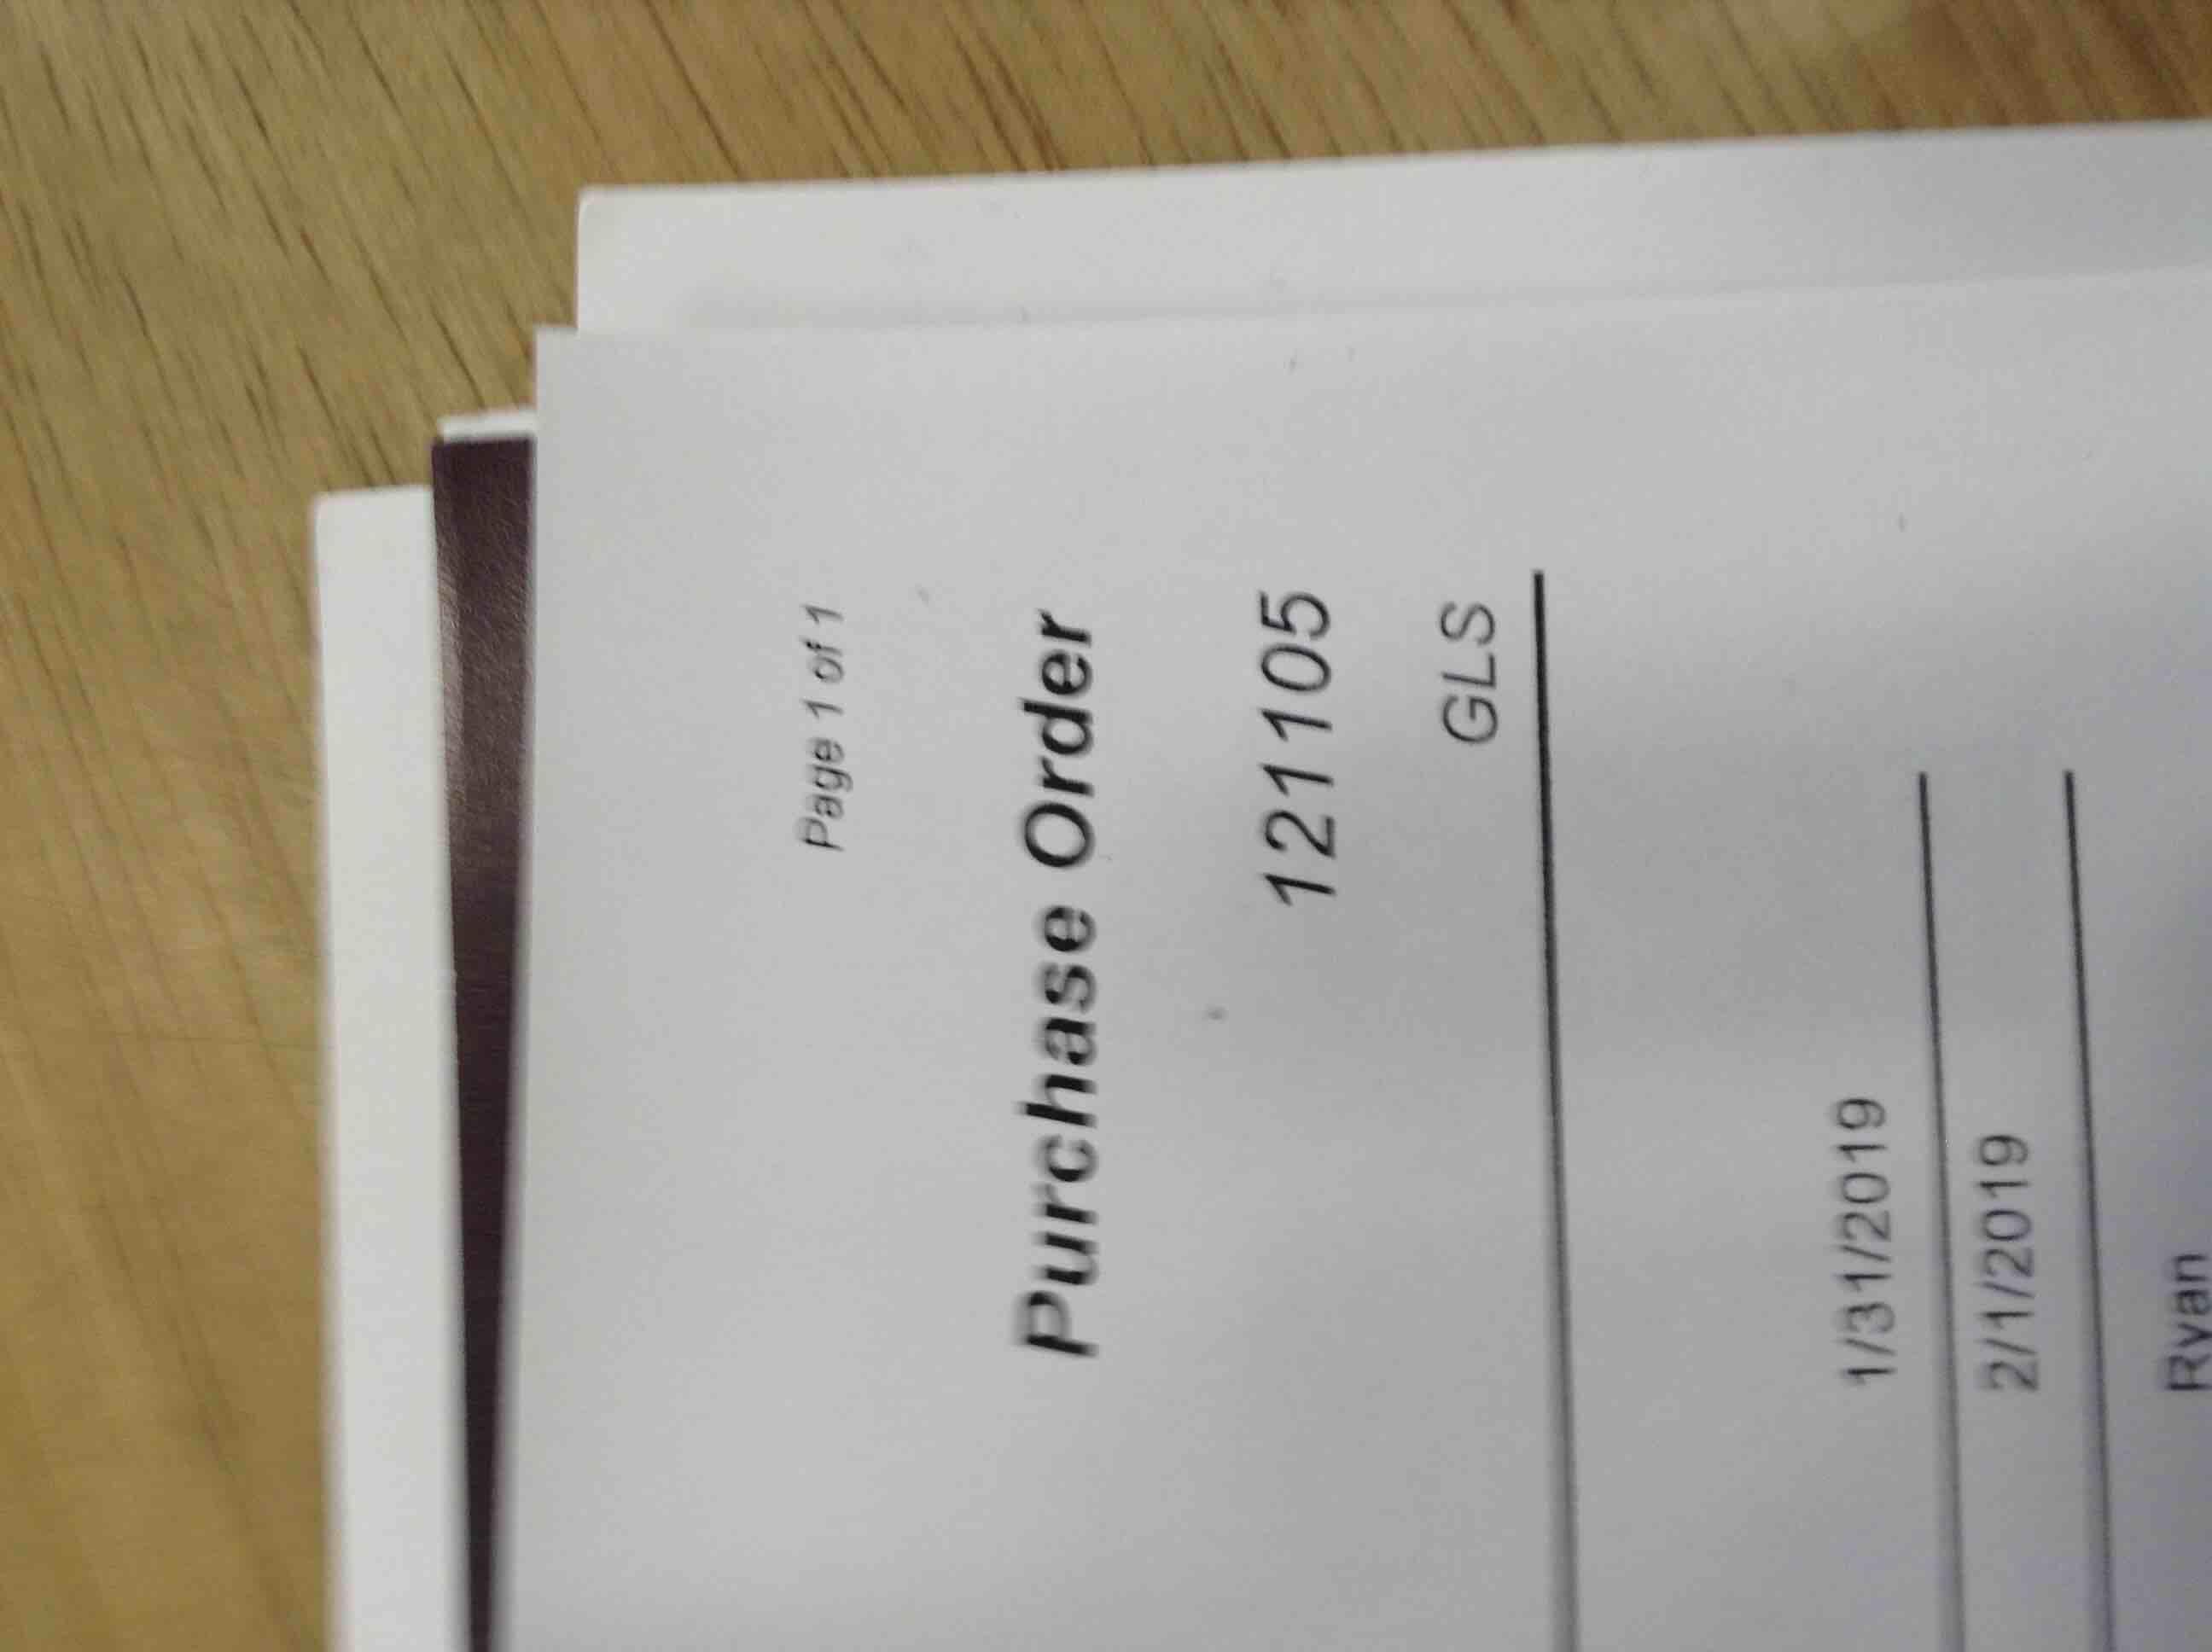 Page 1 of 1
Purchase Order
121105
GLS
1/31/2019
2/1/2019
Ryan